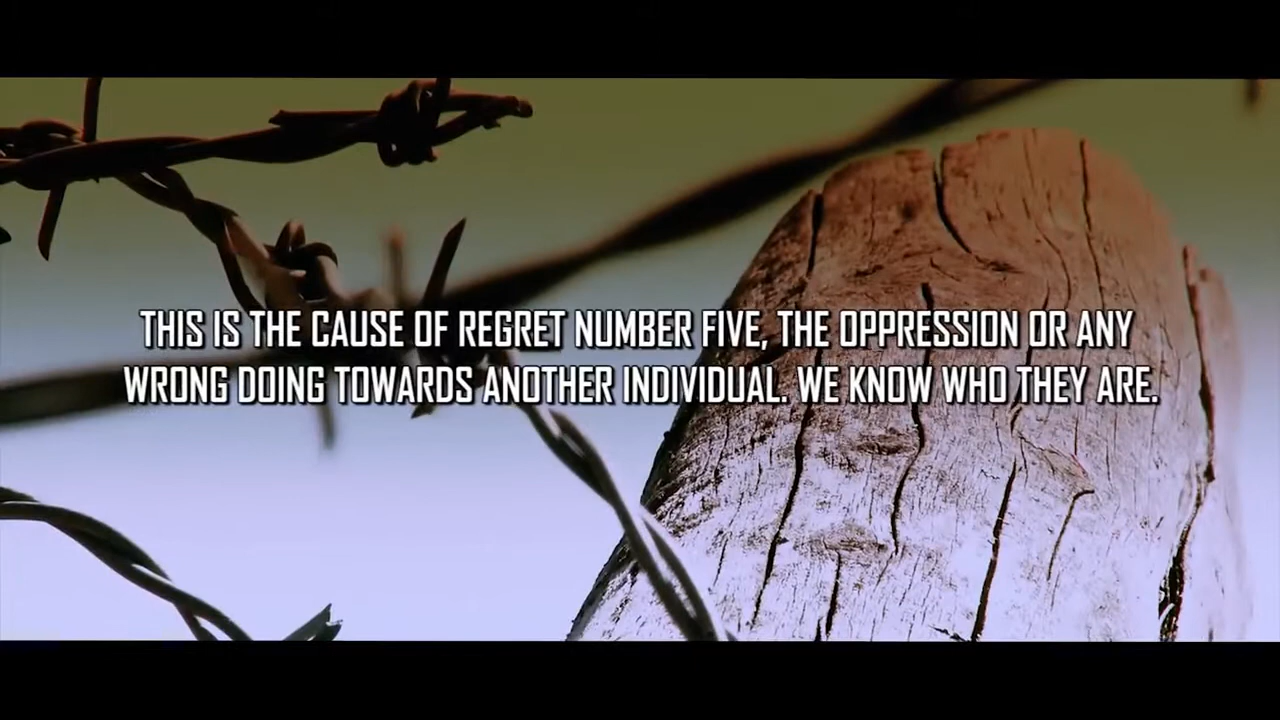 THIS IS THE CAUSE OF REGRET NUMBER FIVE, THE OPPRESSION OR ANY
WRONG DOING TOWARDS ANOTHER INDIVIDUAL. WE KNOW WHO THEY ARE.